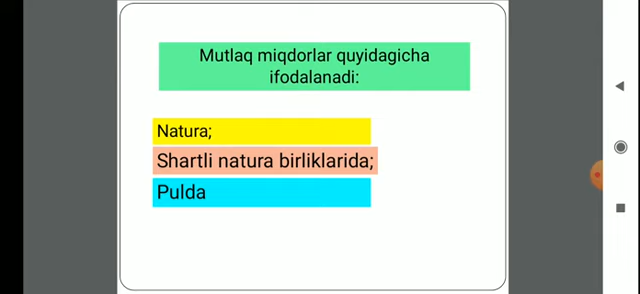 Mutlaq miqdorlar quyidagicha
ifodalanadi:
Natura;
Shartli natura birliklarida;
Pulda